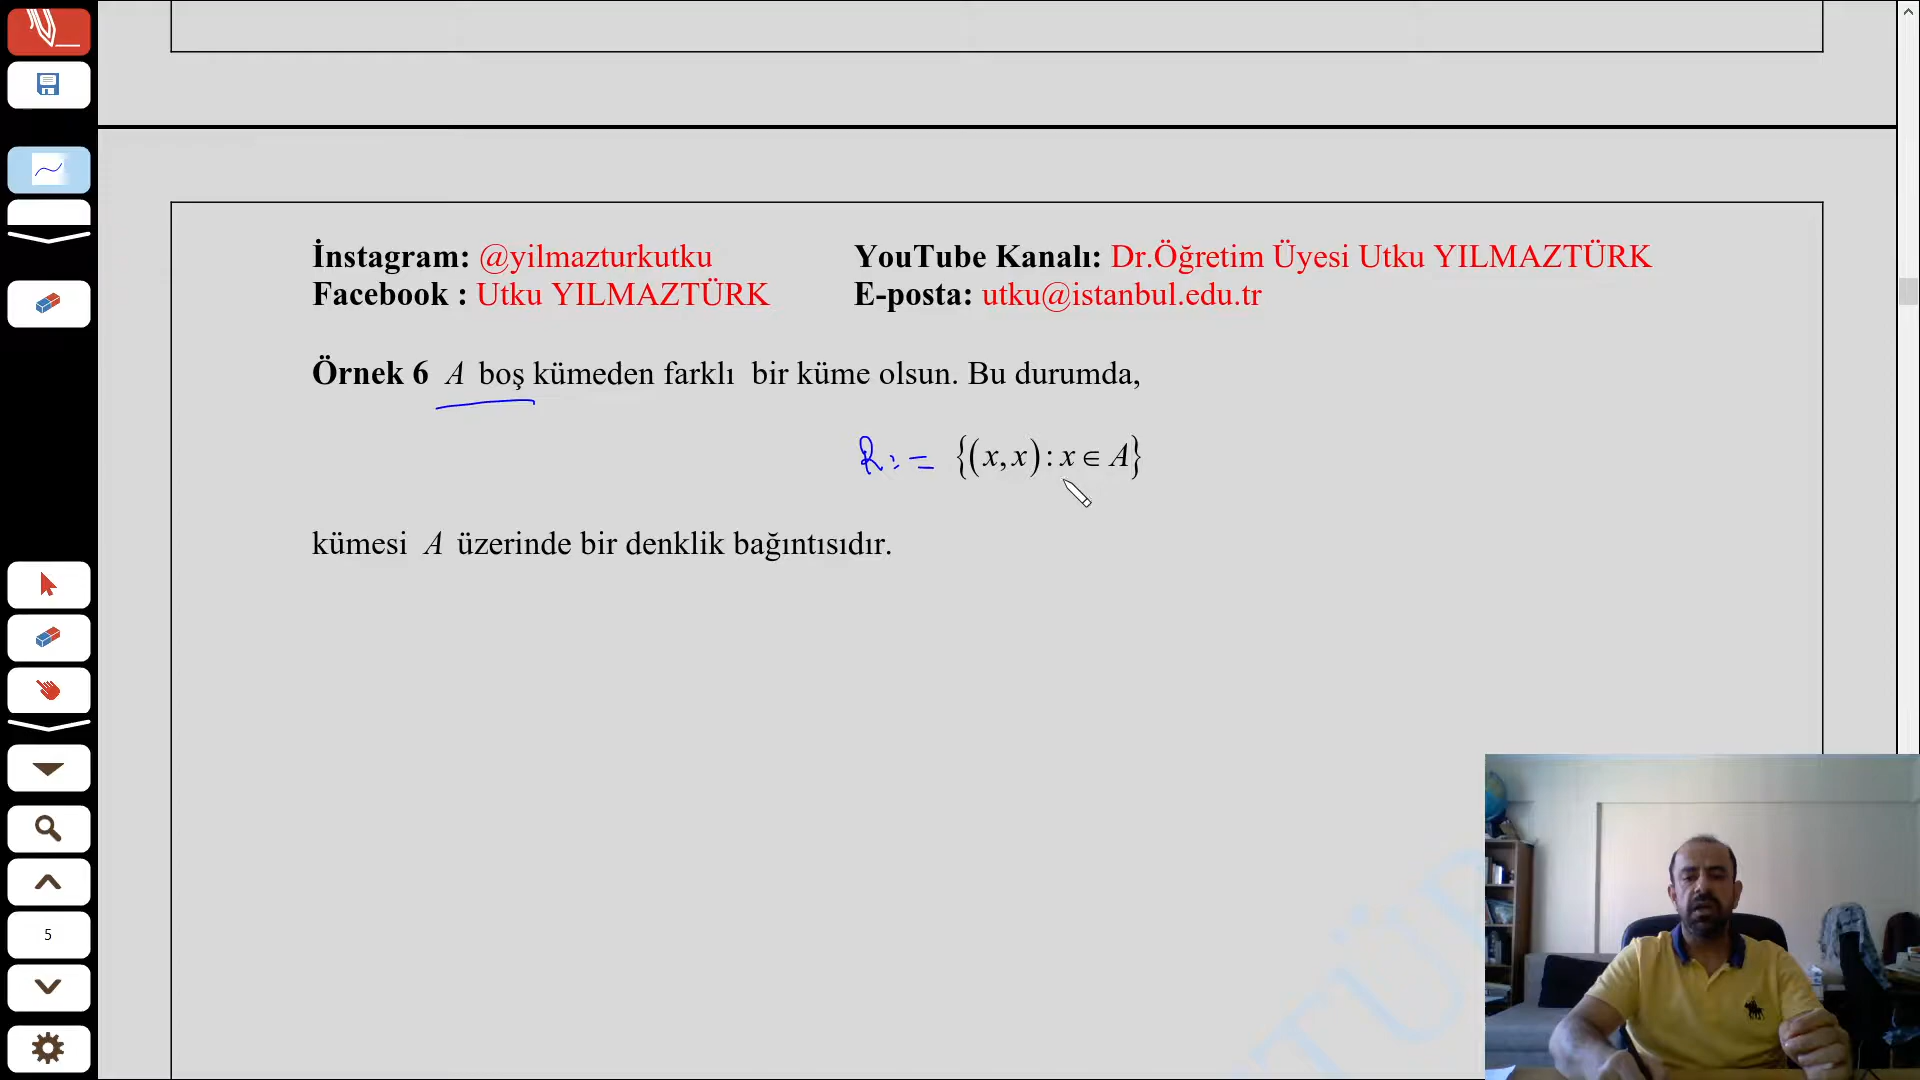 İnstagram: @yilmazturkutku YouTube Kanalı: Dr.Öğretim Üyesi Utku YILMAZTÜRK
Facebook : Utku YILMAZTÜRK E-posta: utku@istanbul.edu.tr
Örnek 6 A boş kümeden farklı bir küme olsun. Bu durumda,
R:= {(x,x):x∈A}
kümesi A üzerinde bir denklik bağıntısıdır.
5